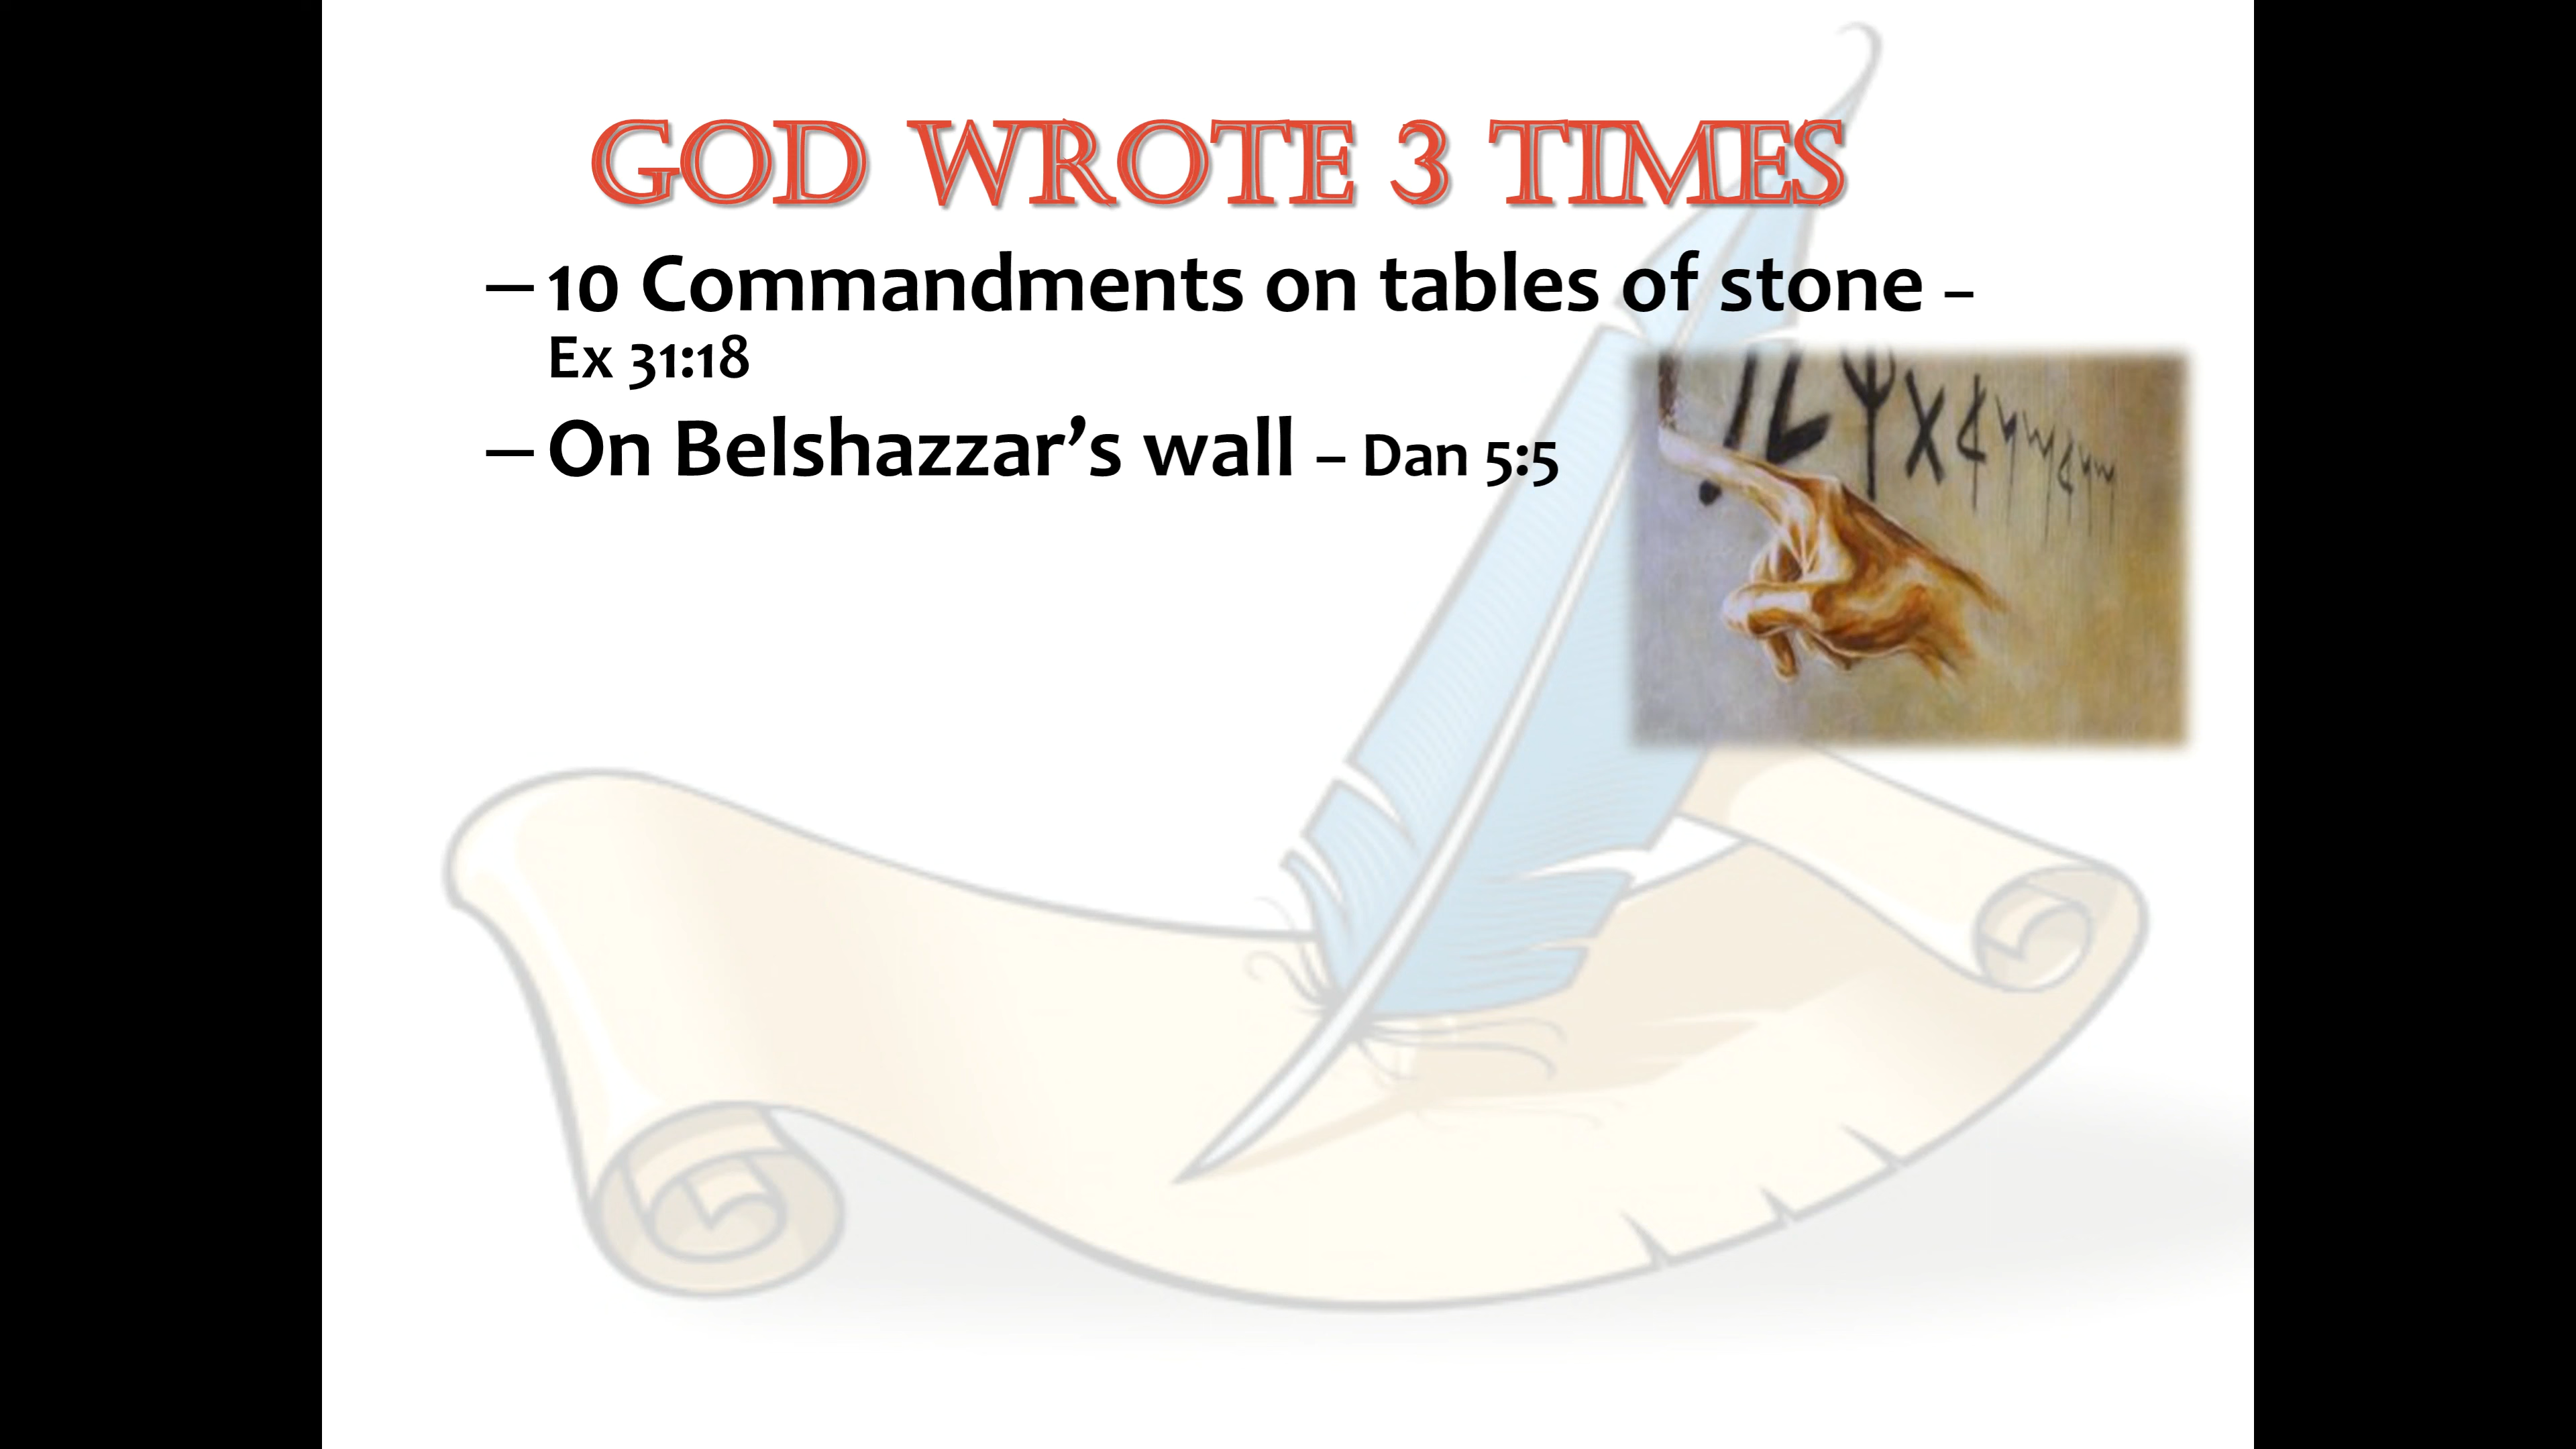 GOD WROTE 3 TIMES
– 10 Commandments on tables of stone –
Ex 31:18
– On Belshazzar’s wall – Dan 5:5